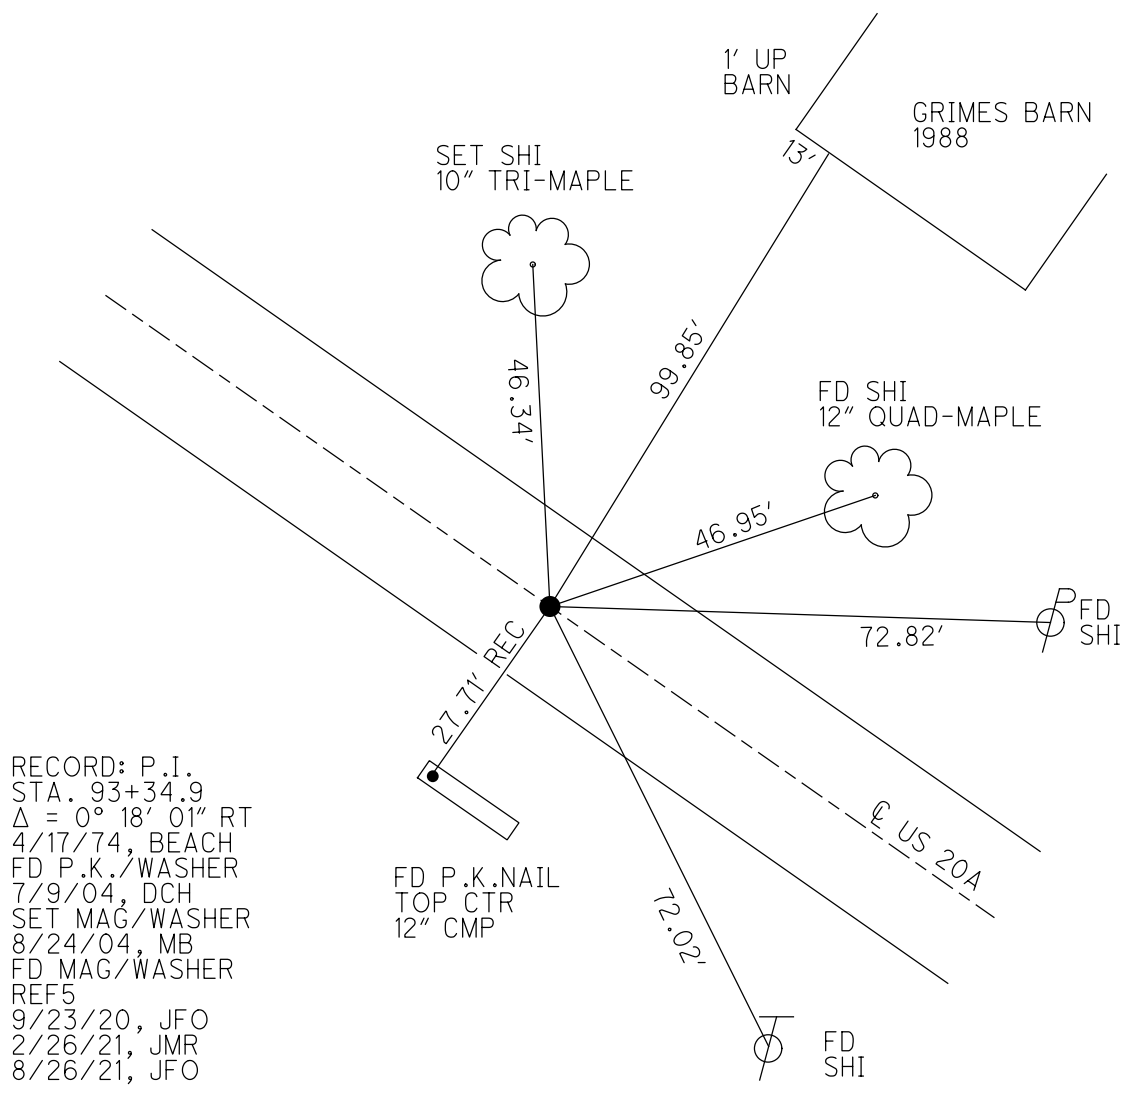 1' UP
BARN
GRIMES BARN
1988
13'
SET SHI
10" TRI-MAPLE
46.34'
99.85'
FD SHI
12" QUAD-MAPLE
46.95'
72.82'
P
FD
SHI
27.71' REC
℄ US 20A
72.02'
FD P.K.NAIL
TOP CTR
12" CMP
T
FD
SHI
RECORD: P.I.
STA. 93+34.9
Δ = 0° 18' 01" RT
4/17/74, BEACH
FD P.K./WASHER
7/9/04, DCH
SET MAG/WASHER
8/24/04, MB
FD MAG/WASHER
REF5
9/23/20, JFO
2/26/21, JMR
8/26/21, JFO